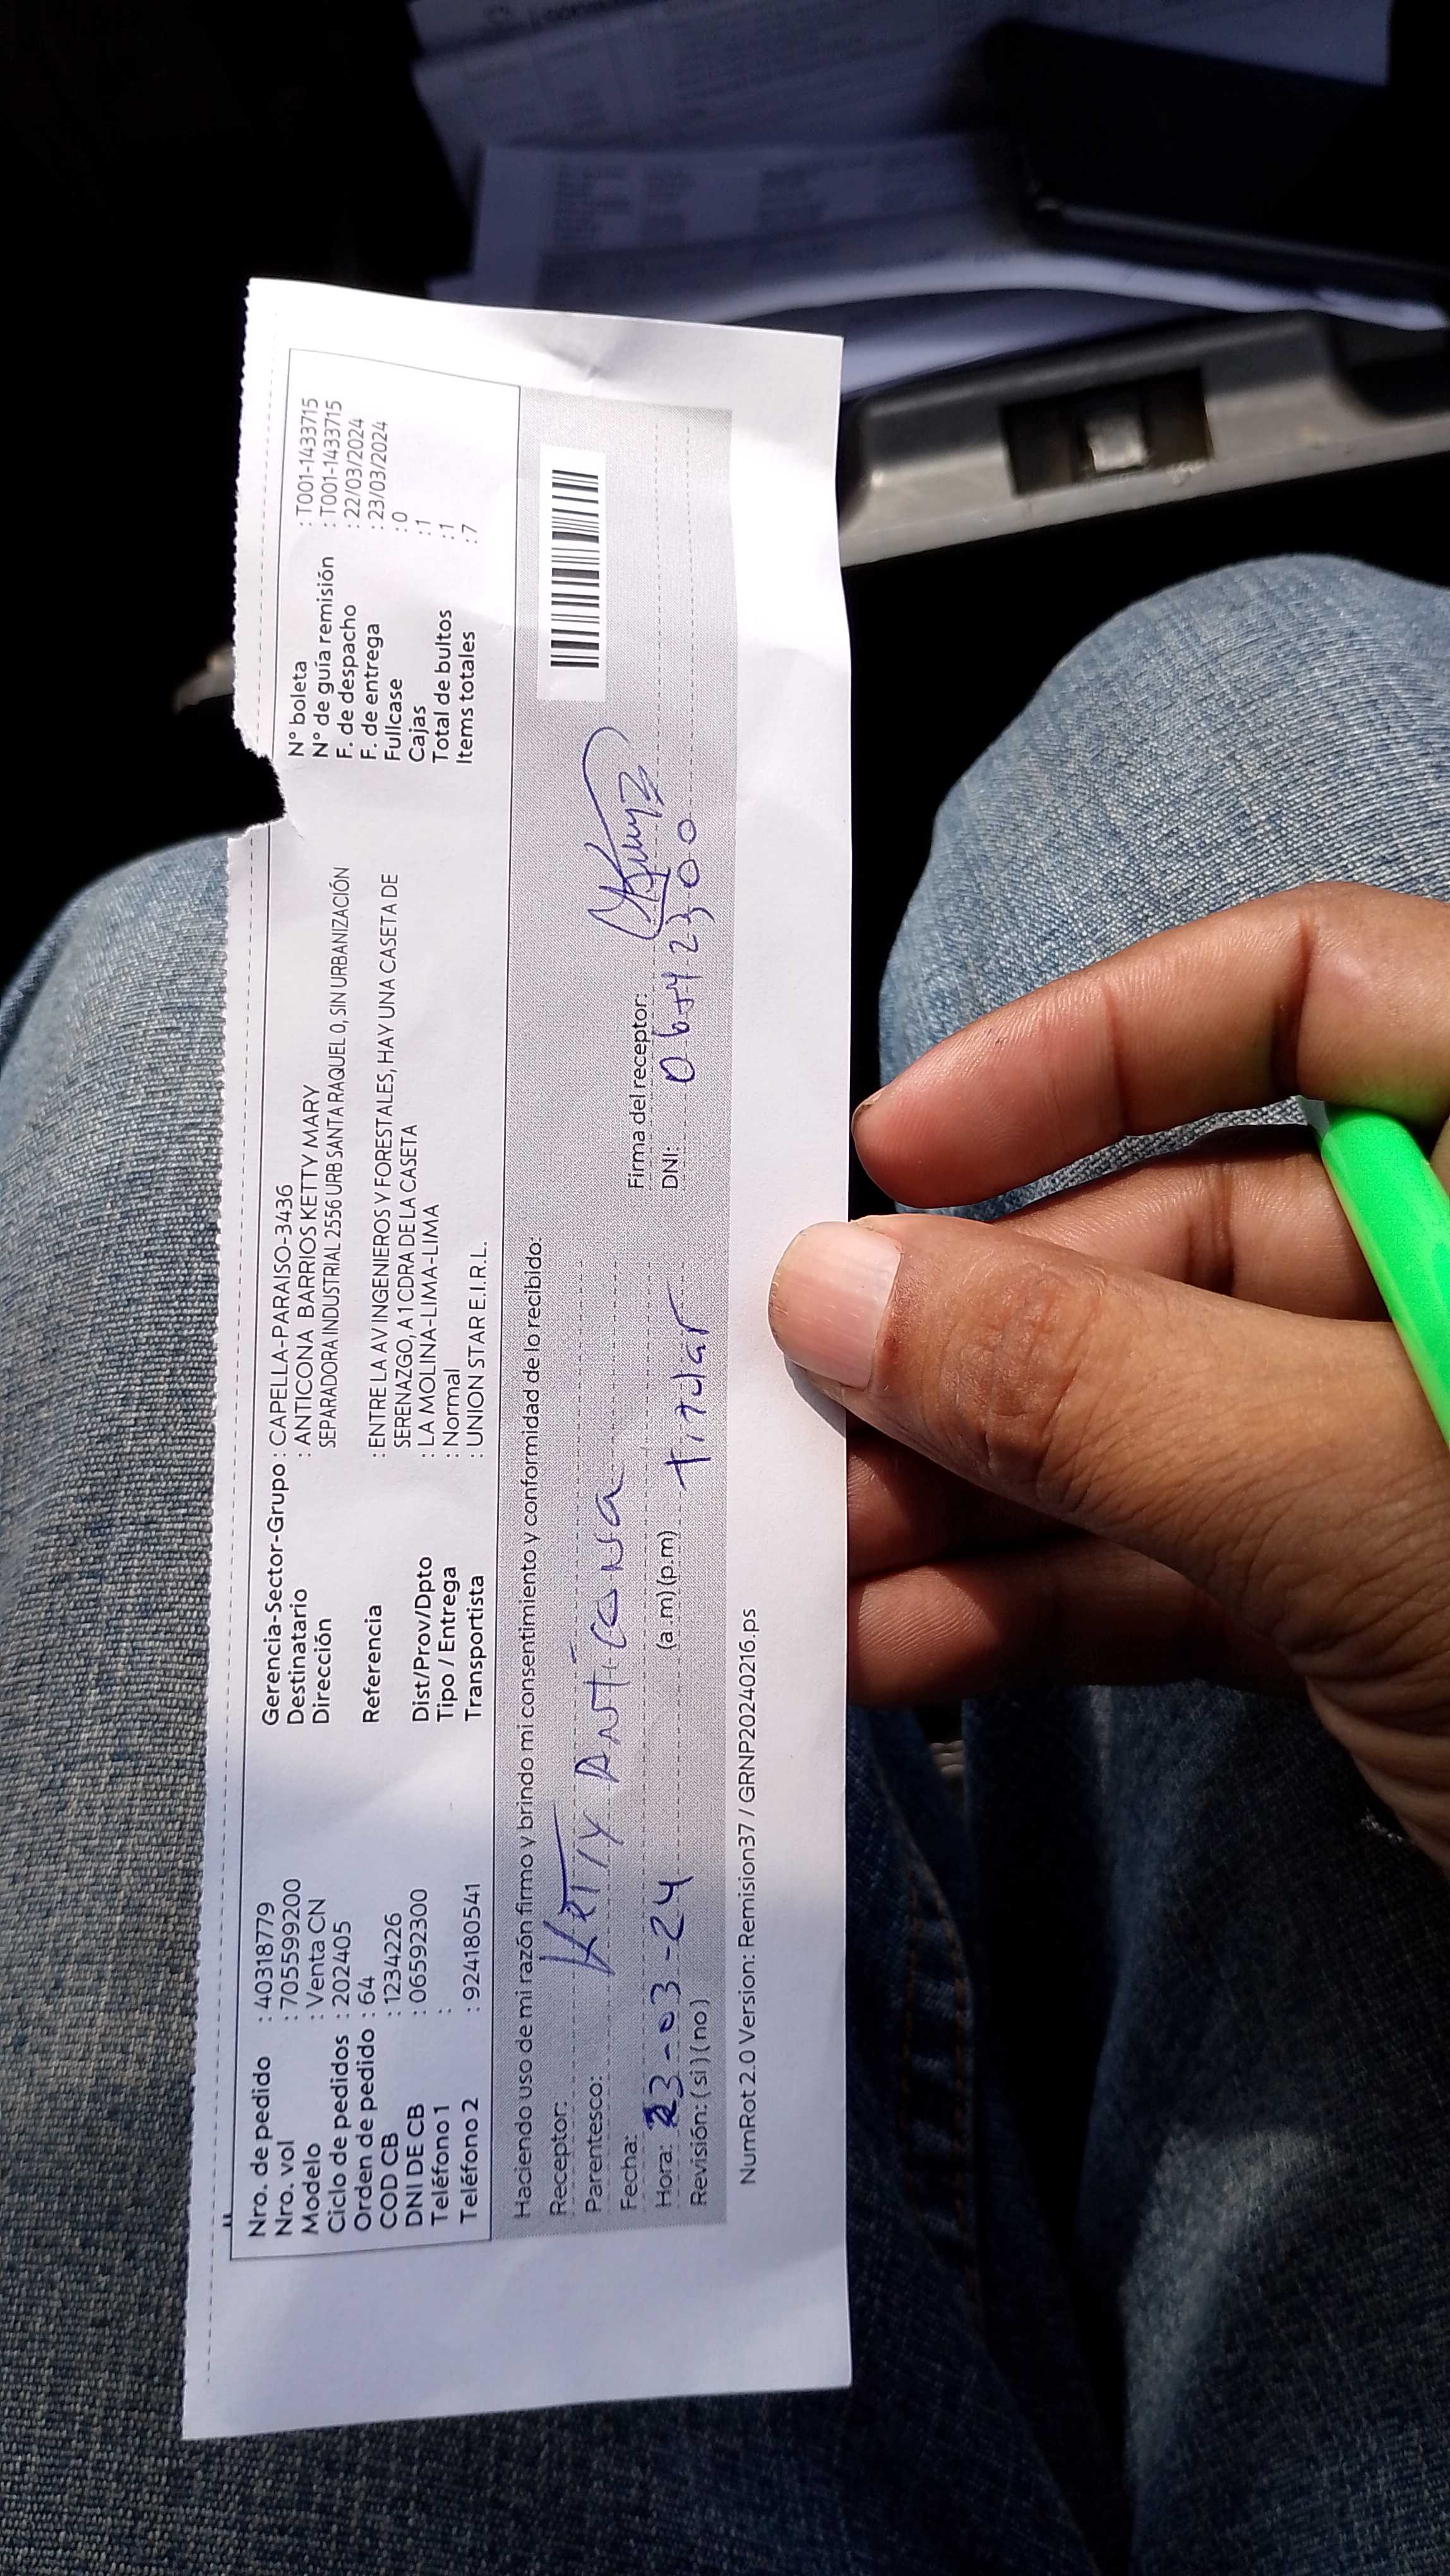 Nro. de pedido : 40318779
Nro. vol : 705599200
Modelo : Venta CN
Ciclo de pedidos : 202405
Orden de pedido : 64
COD CB : 1234226
DNI DE CB : 06592300
Teléfono 1 :
Teléfono 2 : 924180541
Gerencia-Sector-Grupo : CAPELLA-PARAISO-3436
Destinatario : ANTICONA BARRIOS KETTY MARY
Dirección SEPARADORA INDUSTRIAL 2556 URB SANTA RAQUEL 0, SIN URBANIZACIÓN
Referencia : ENTRE LA AV INGENIEROS Y FORESTALES, HAY UNA CASETA DE
SERENAZGO, A 1 CDRA DE LA CASETA
Dist/Prov/Dpto : LA MOLINA-LIMA-LIMA
Tipo / Entrega : Normal
Transportista : UNION STAR E.I.R.L.
N° boleta : T001-1433715
N° de guía remisión : T001-1433715
F. de despacho : 22/03/2024
F. de entrega : 23/03/2024
Fullcase : 0
Cajas : 1
Total de bultos : 1
Items totales : 7
Haciendo uso de mi razón firmo y brindo mi consentimiento y conformidad de lo recibido:
Receptor: Ketty Anticona
Parentesco:
Fecha: 23-03-24
Hora: (a.m) (p.m) titular
Revisión: ( si ) ( no )
Firma del receptor:
DNI:
NumRot 2.0 Version: Remision37 / GRNP20240216.ps